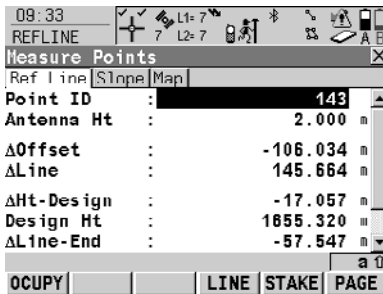 09:33
REFLINE
7 L1= 7
L2= 7
A B
Measure Points X
Ref Line Slope Map
Point ID : 143
Antenna Ht : 2.000 m
ΔOffset : -106.034 m
ΔLine : 145.664 m
ΔHt-Design : -17.057 m
Design Ht : 1655.320 m
ΔLine-End : -57.547 m
a
OCUPY LINE STAKE PAGE